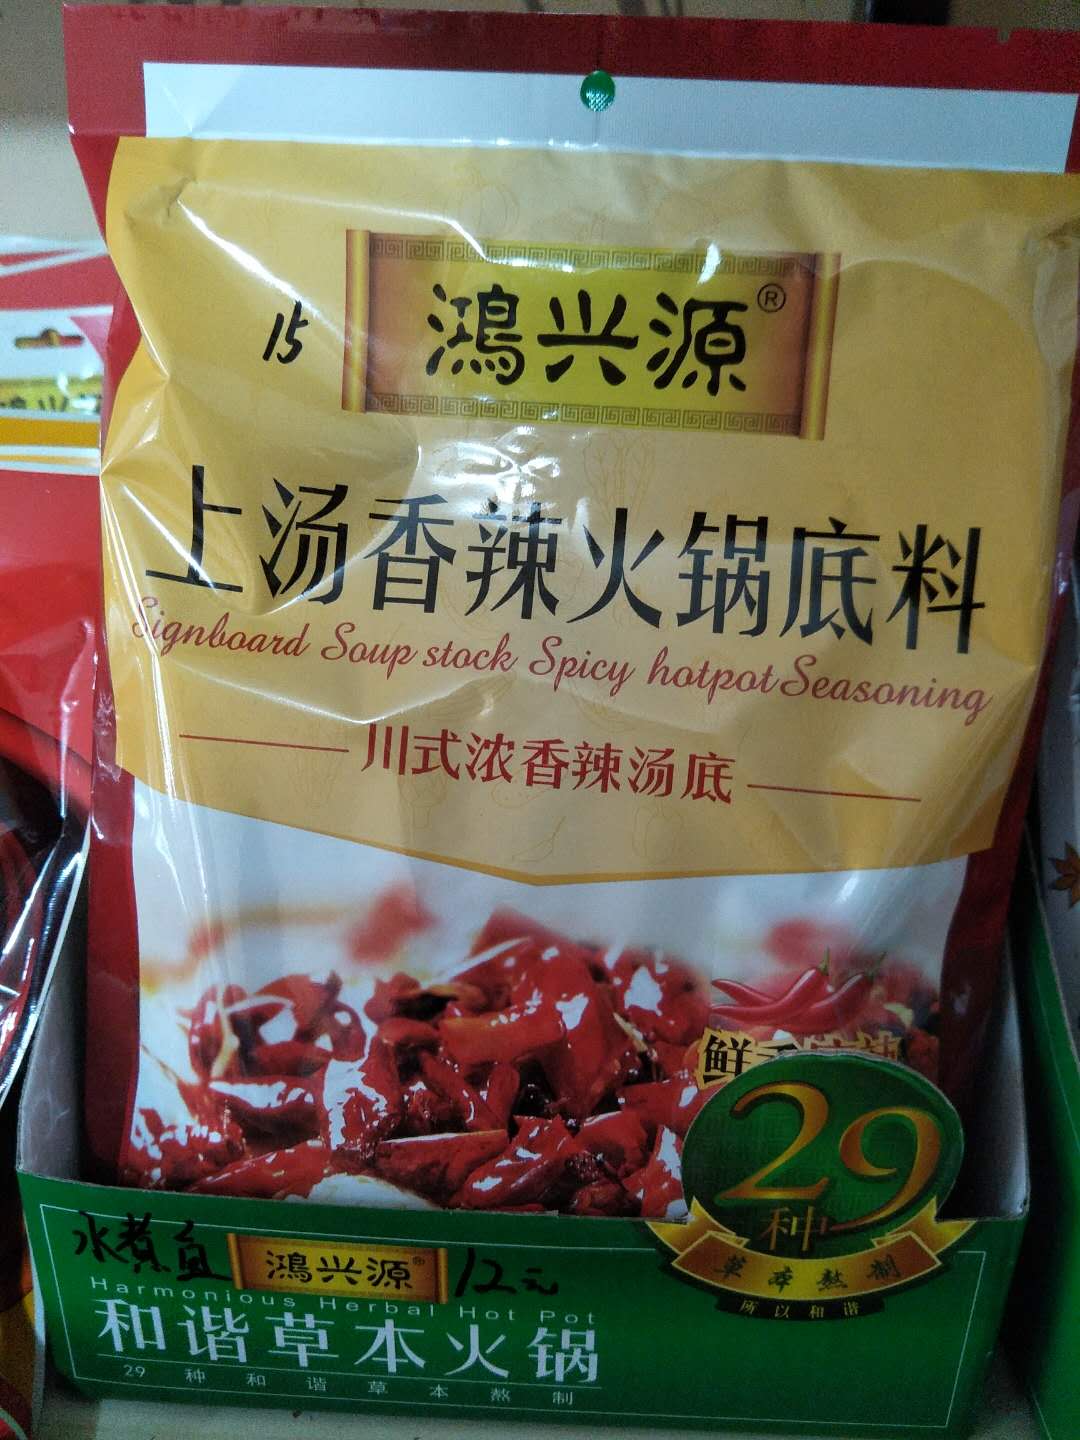 鴻兴源®
15
上汤香辣火锅底料
Signboard Soup stock Spicy hotpot Seasoning
川式浓香辣汤底
鲜
29
种
草本熬制
所以和谐
水煮鱼
鴻兴源®
12元
Harmonious Herbal Hot Pot
和谐草本火锅
29种和谐草本熬制